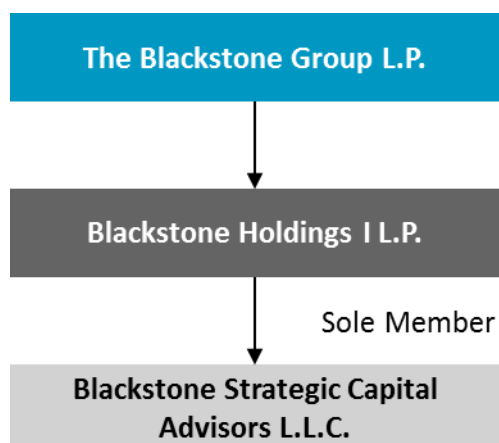 The Blackstone Group L.P.
Blackstone Holdings I L.P.
Sole Member
Blackstone Strategic Capital
Advisors L.L.C.